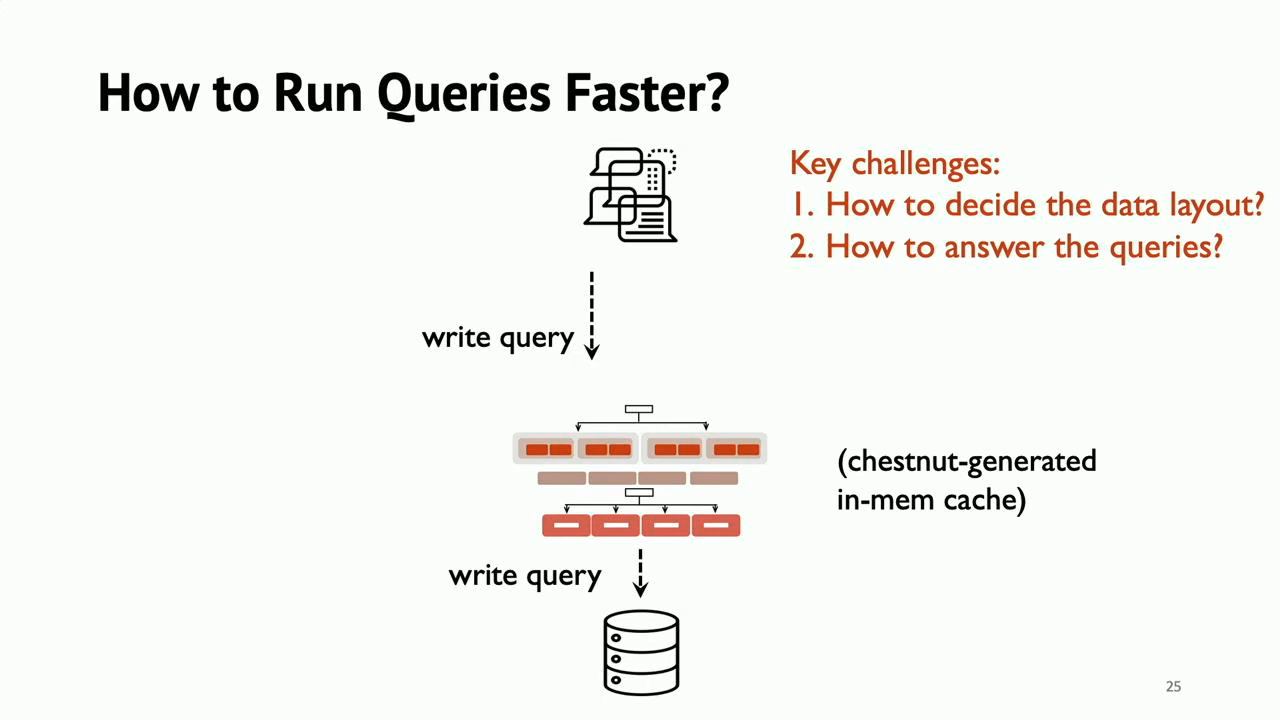 How to Run Queries Faster?
Key challenges:
1. How to decide the data layout?
2. How to answer the queries?
write query
(chestnut-generated
in-mem cache)
write query
25